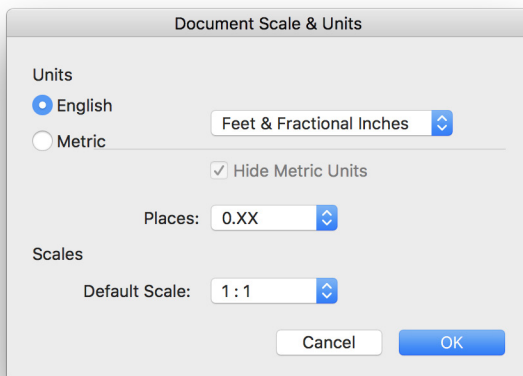 Document Scale & Units
Units
English
Feet & Fractional Inches
Metric
Hide Metric Units
Places: 0.XX
Scales
Default Scale: 1 : 1
Cancel OK